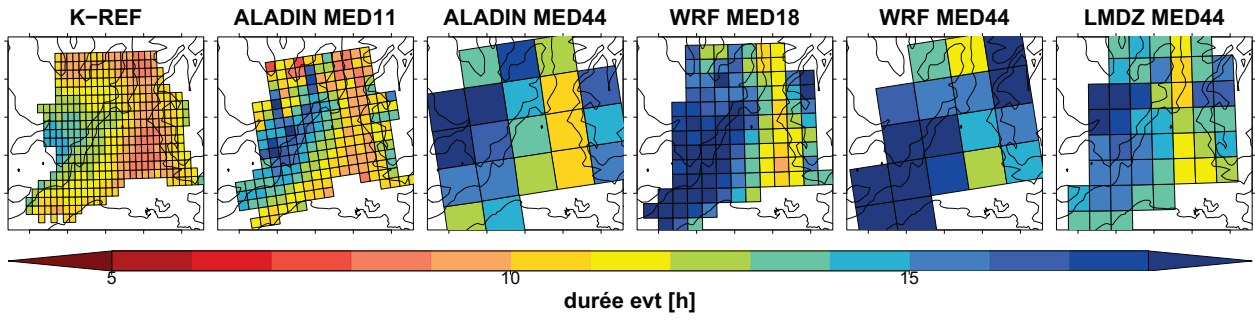 K−REF ALADIN MED11 ALADIN MED44 WRF MED18 WRF MED44 LMDZ MED44
5 10 15
durée evt [h]